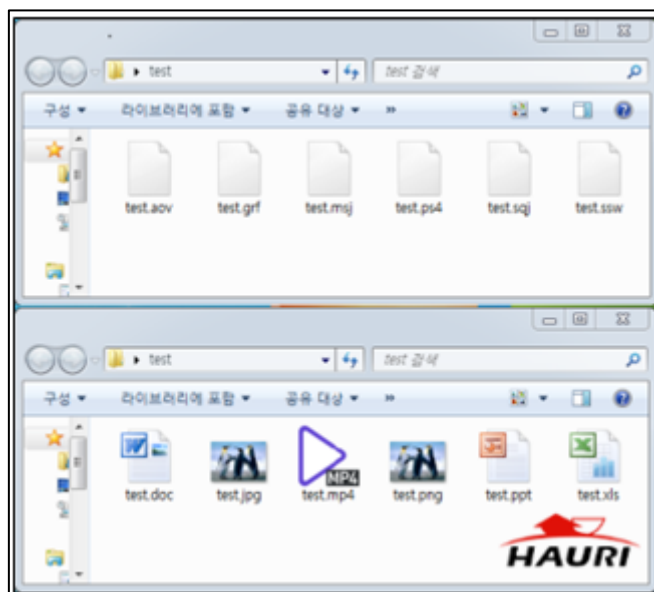 test
test 검색
구성
라이브러리에 포함
공유 대상
»
test.aov
test.grf
test.msj
test.ps4
test.sqj
test.ssw
test
test 검색
구성
라이브러리에 포함
공유 대상
»
MP4
test.doc
test.jpg
test.mp4
test.png
test.ppt
test.xls
HAURI